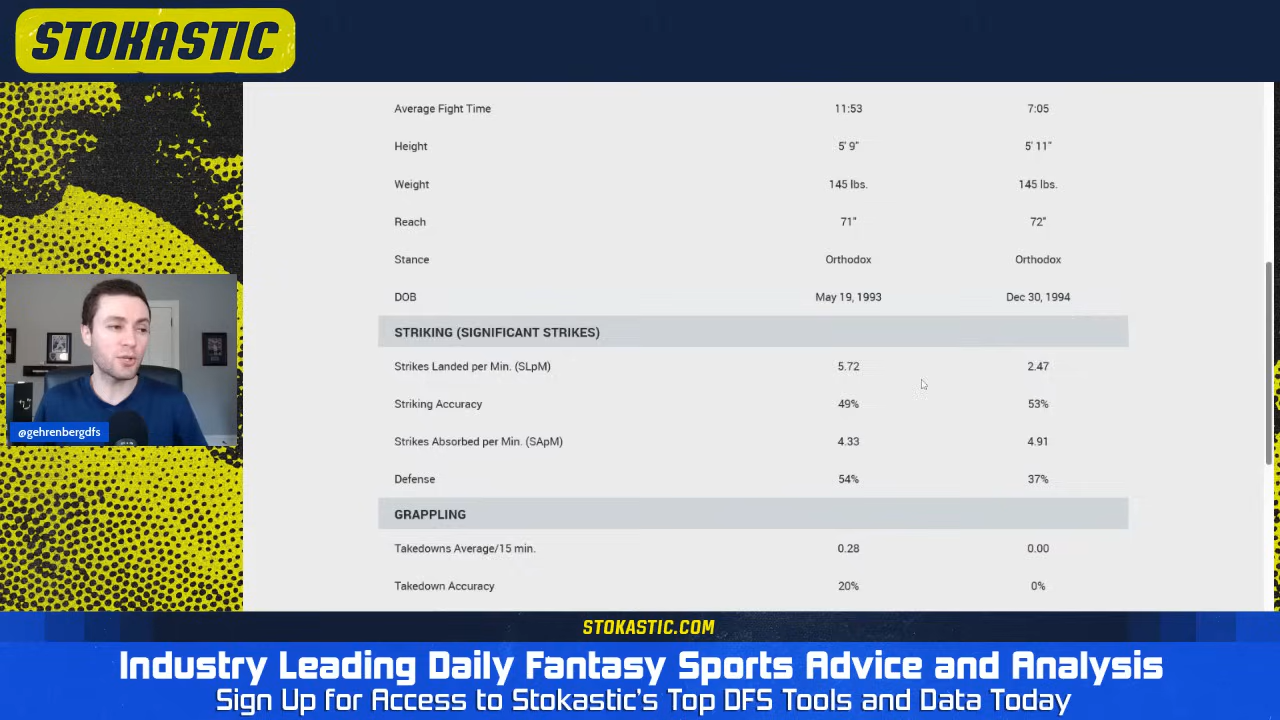 STOKASTIC
Average Fight Time 11:53 7:05
Height 5' 9" 5' 11"
Weight 145 lbs. 145 lbs.
Reach 71" 72"
Stance Orthodox Orthodox
DOB May 19, 1993 Dec 30, 1994
STRIKING (SIGNIFICANT STRIKES)
Strikes Landed per Min. (SLpM) 5.72 2.47
Striking Accuracy 49% 53%
Strikes Absorbed per Min. (SApM) 4.33 4.91
Defense 54% 37%
GRAPPLING
Takedowns Average/15 min. 0.28 0.00
Takedown Accuracy 20% 0%
@gehrenbergdfs
STOKASTIC.COM
Industry Leading Daily Fantasy Sports Advice and Analysis
Sign Up for Access to Stokastic's Top DFS Tools and Data Today